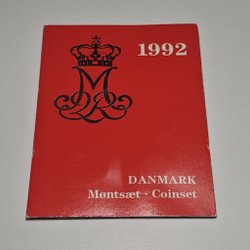 1992
DANMARK
Møntsæt · Coinset